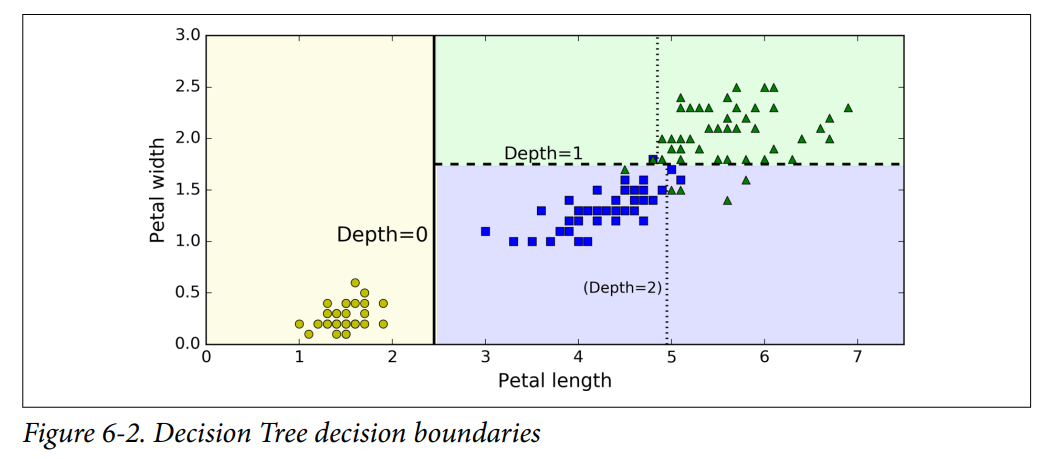 3.0
2.5
2.0
1.5
1.0
0.5
0.0
Petal width
Depth=1
Depth=0
(Depth=2)
0 1 2 3 4 5 6 7
Petal length
Figure 6-2. Decision Tree decision boundaries